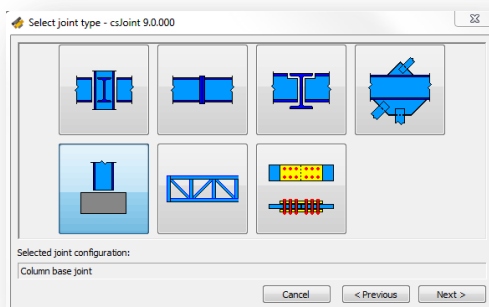 Select joint type - csJoint 9.0.000
Selected joint configuration:
Column base joint
Cancel
< Previous
Next >